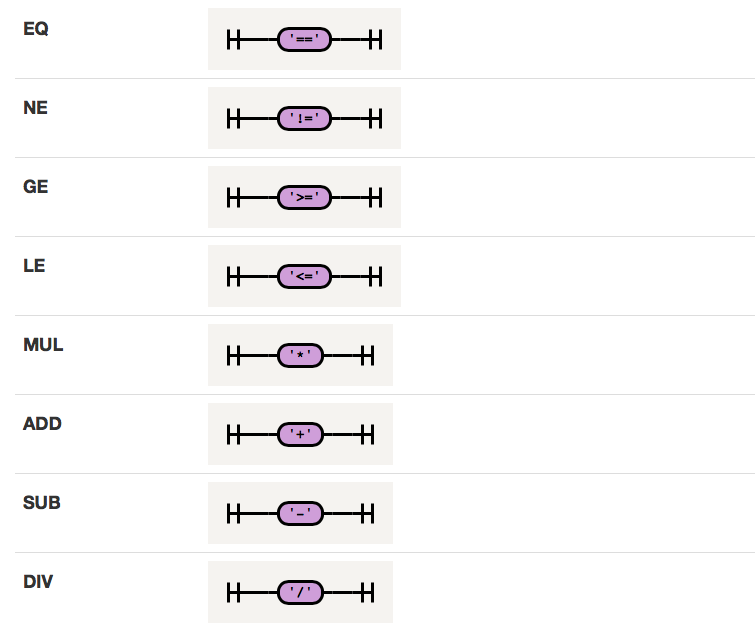 EQ '=='
NE '!='
GE '>='
LE '<='
MUL '*'
ADD '+'
SUB '-'
DIV '/'